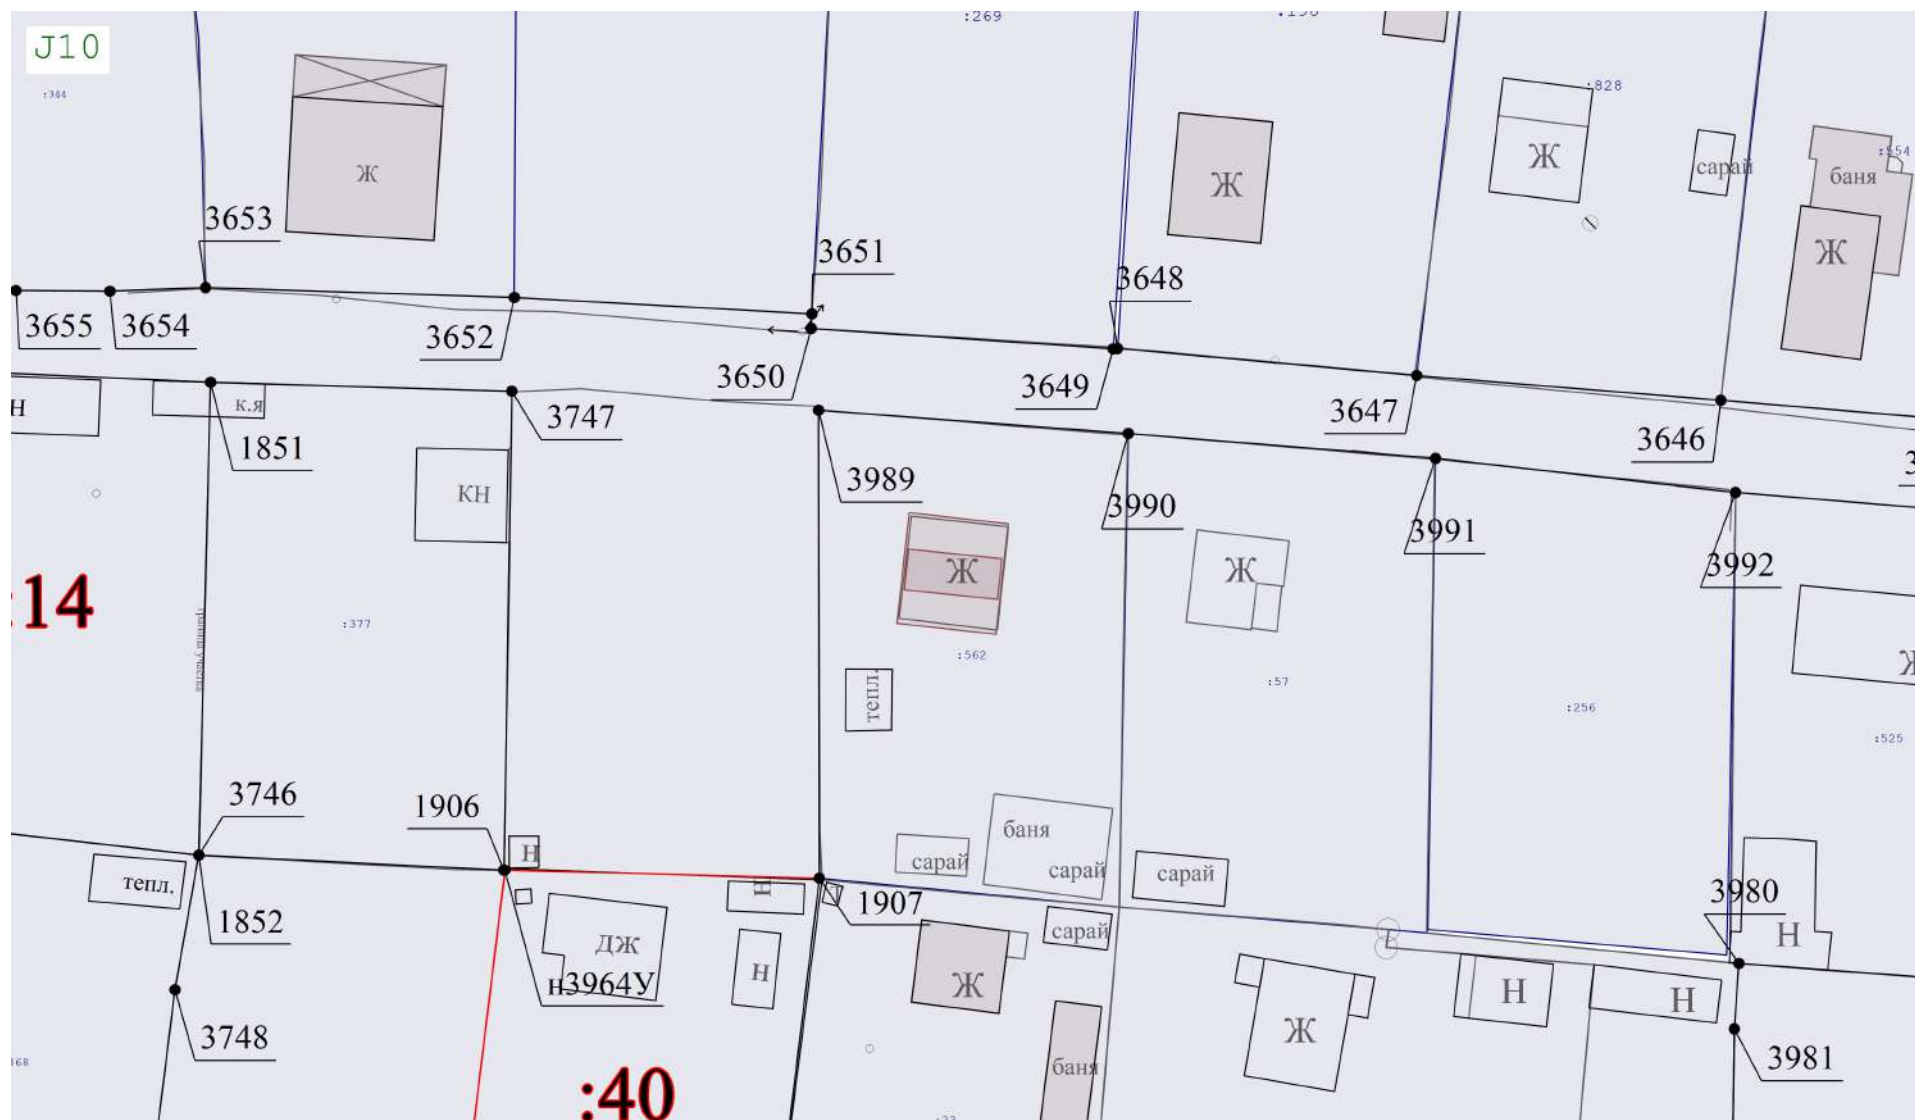 :269
J10
:828
:344
:554
Ж
Ж
Ж
сарай
баня
3653
Ж
3651
3648
3655
3654
3652
3650
3649
3647
3646
Н
к.я
3747
1851
3989
КН
3990
3991
3992
Ж
Ж
:14
:377
:562
Ж
:57
тепл.
:256
:525
3746
1906
баня
Н
сарай
сарай
сарай
тепл.
Н
1907
3980
1852
сарай
Н
ДЖ
Н
н3964У
Ж
Н
Н
Ж
3748
3981
баня
:40